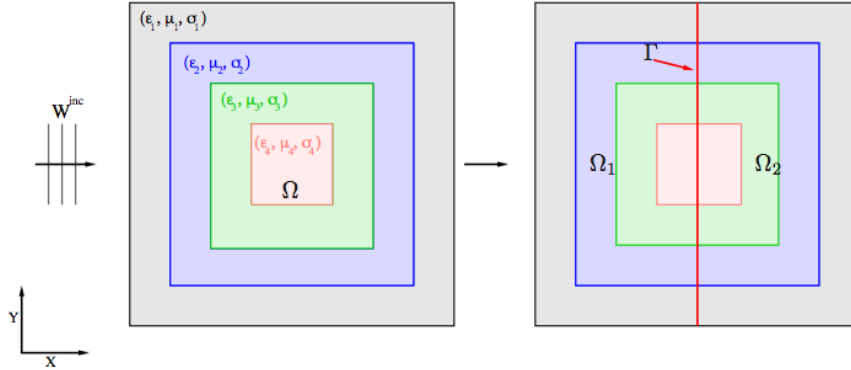 (ε₁, μ₁, σ₁)
(ε₂, μ₂, σ₂)
(ε₃, μ₃, σ₃)
(ε₄, μ₄, σ₄)
Ω
W^inc
Y
X
Γ
Ω₁
Ω₂